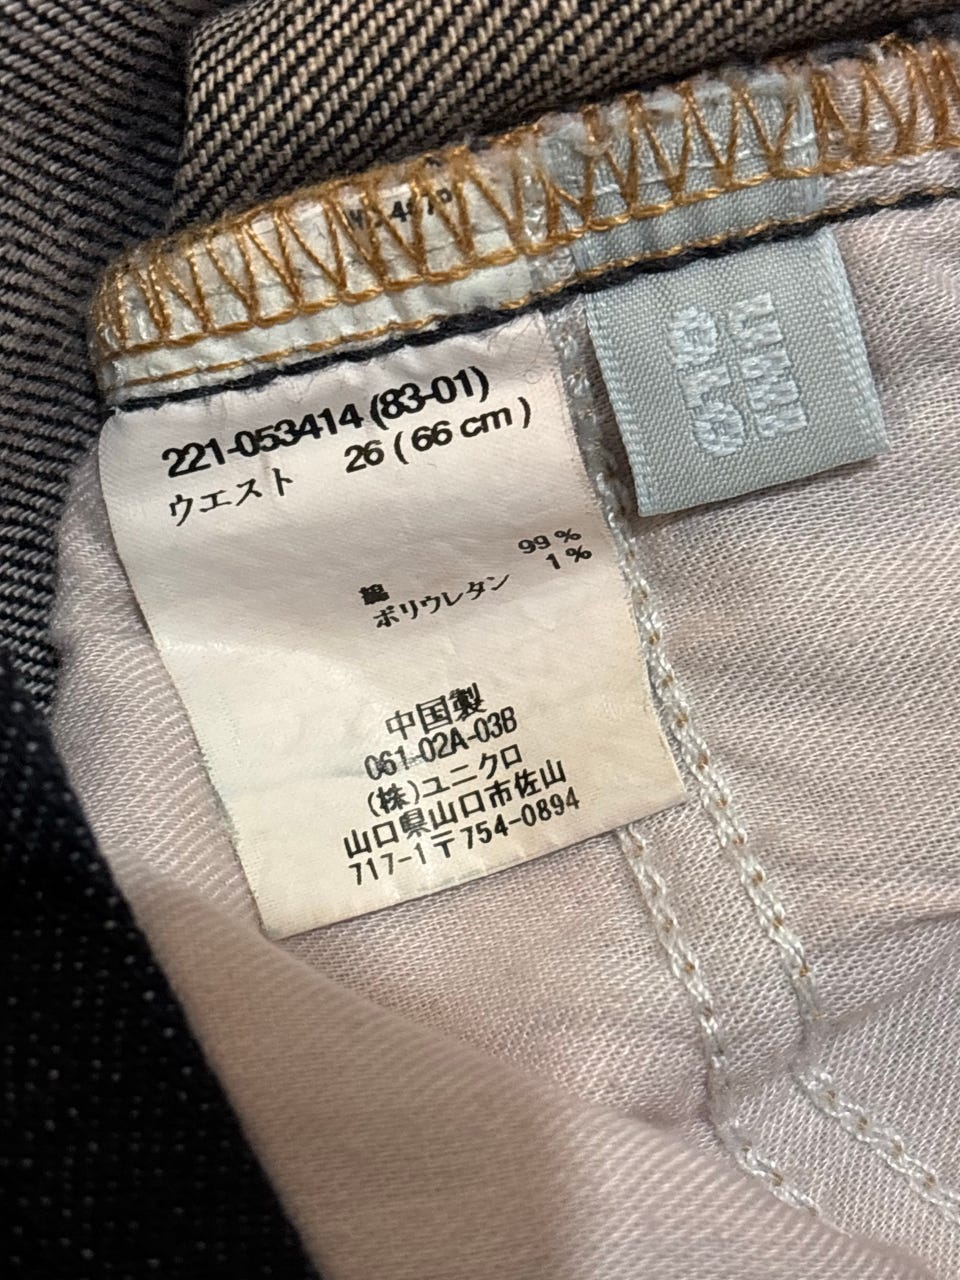 221-053414 (83-01)
ウエスト 26 ( 66 cm )
綿 99 %
ポリウレタン 1 %
中国製
061-02A-03B
(株)ユニクロ
山口県山口市佐山
717-1〒754-0894